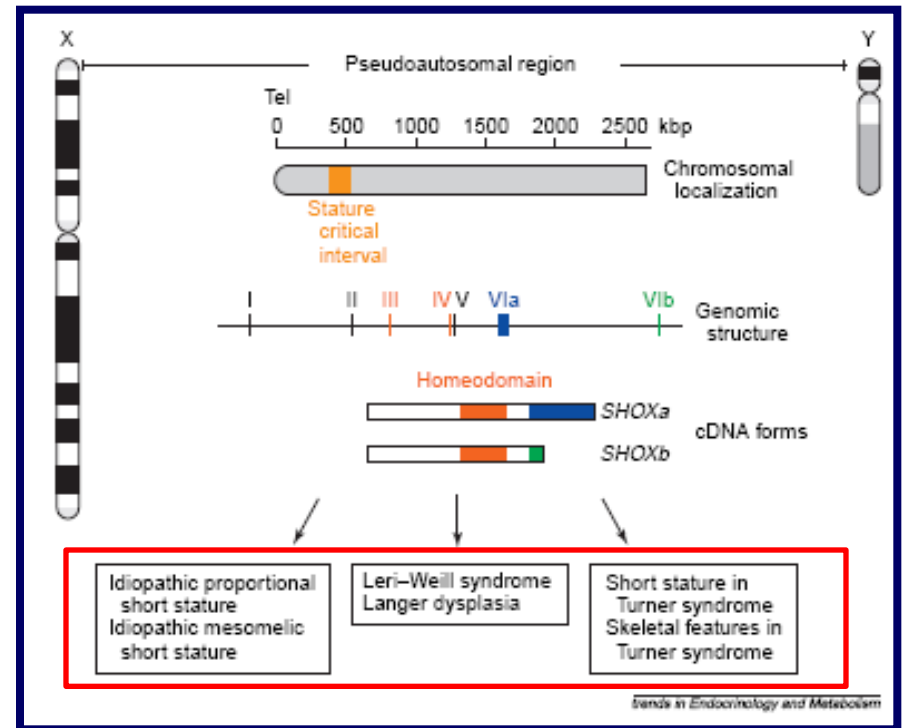 X
Y
Pseudoautosomal region
Tel
0 500 1000 1500 2000 2500 kbp
Chromosomal
localization
Stature
critical
interval
I II III IV V VIa VIb
Genomic
structure
Homeodomain
SHOXa
cDNA forms
SHOXb
Idiopathic proportional
short stature
Idiopathic mesomelic
short stature
Leri–Weill syndrome
Langer dysplasia
Short stature in
Turner syndrome
Skeletal features in
Turner syndrome
trends in Endocrinology and Metabolism